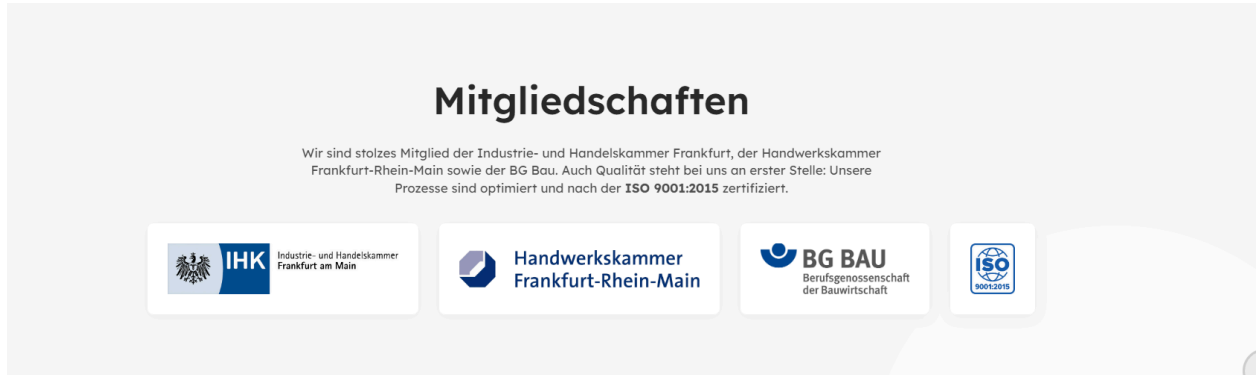 Mitgliedschaften
Wir sind stolzes Mitglied der Industrie- und Handelskammer Frankfurt, der Handwerkskammer
Frankfurt-Rhein-Main sowie der BG Bau. Auch Qualität steht bei uns an erster Stelle: Unsere
Prozesse sind optimiert und nach der ISO 9001:2015 zertifiziert.
IHK
Industrie- und Handelskammer
Frankfurt am Main
Handwerkskammer
Frankfurt-Rhein-Main
BG BAU
Berufsgenossenschaft
der Bauwirtschaft
ISO
9001:2015